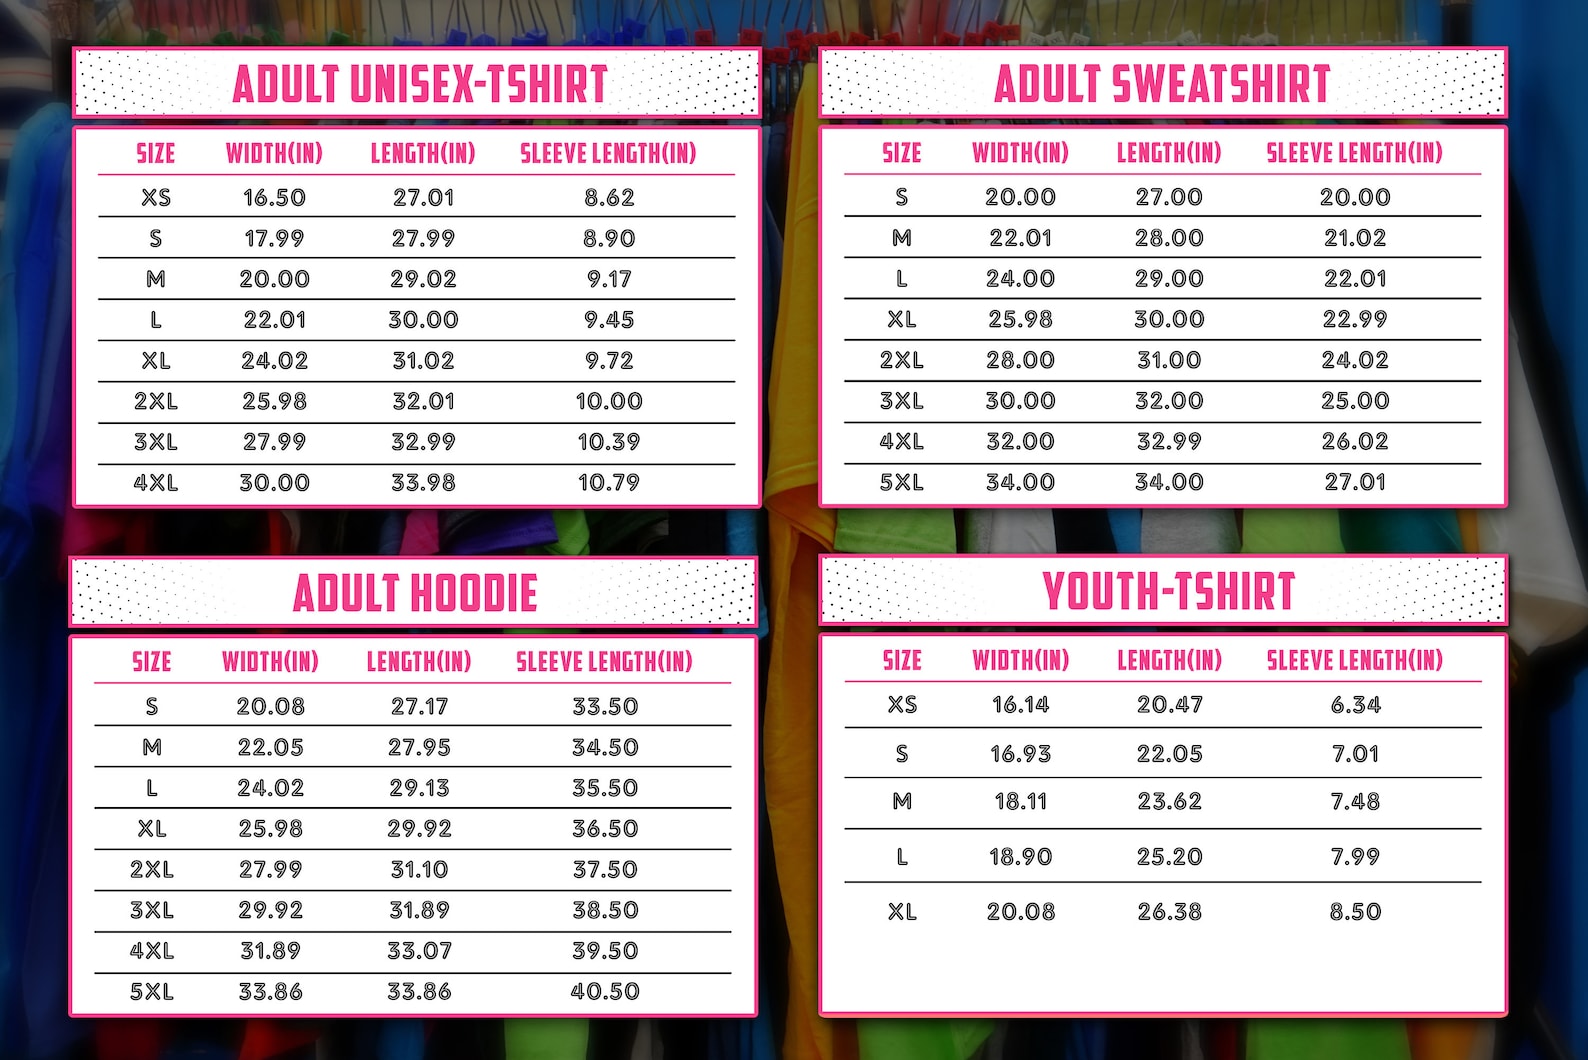 ADULT UNISEX-TSHIRT
SIZE WIDTH(IN) LENGTH(IN) SLEEVE LENGTH(IN)
XS 16.50 27.01 8.62
S 17.99 27.99 8.90
M 20.00 29.02 9.17
L 22.01 30.00 9.45
XL 24.02 31.02 9.72
2XL 25.98 32.01 10.00
3XL 27.99 32.99 10.39
4XL 30.00 33.98 10.79
ADULT SWEATSHIRT
SIZE WIDTH(IN) LENGTH(IN) SLEEVE LENGTH(IN)
S 20.00 27.00 20.00
M 22.01 28.00 21.02
L 24.00 29.00 22.01
XL 25.98 30.00 22.99
2XL 28.00 31.00 24.02
3XL 30.00 32.00 25.00
4XL 32.00 32.99 26.02
5XL 34.00 34.00 27.01
ADULT HOODIE
SIZE WIDTH(IN) LENGTH(IN) SLEEVE LENGTH(IN)
S 20.08 27.17 33.50
M 22.05 27.95 34.50
L 24.02 29.13 35.50
XL 25.98 29.92 36.50
2XL 27.99 31.10 37.50
3XL 29.92 31.89 38.50
4XL 31.89 33.07 39.50
5XL 33.86 33.86 40.50
YOUTH-TSHIRT
SIZE WIDTH(IN) LENGTH(IN) SLEEVE LENGTH(IN)
XS 16.14 20.47 6.34
S 16.93 22.05 7.01
M 18.11 23.62 7.48
L 18.90 25.20 7.99
XL 20.08 26.38 8.50